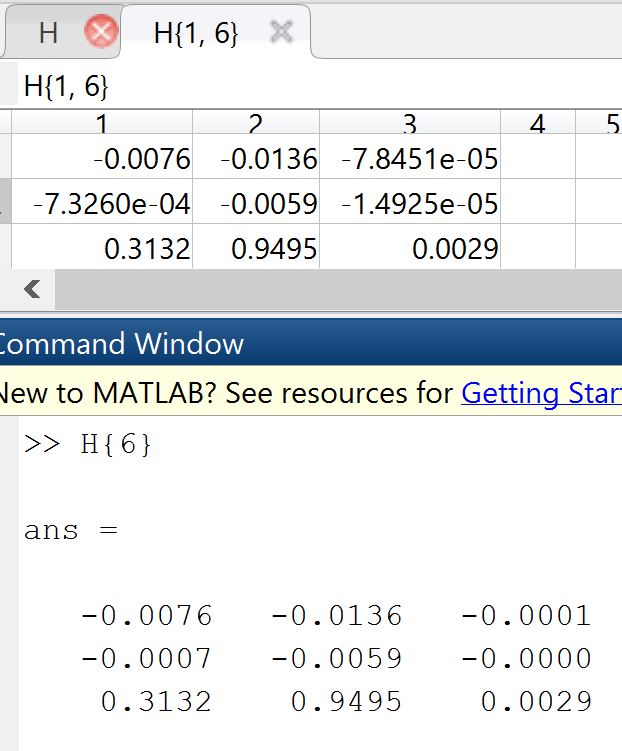 H H{1, 6}
H{1, 6}
1 2 3 4 5
-0.0076 -0.0136 -7.8451e-05
-7.3260e-04 -0.0059 -1.4925e-05
0.3132 0.9495 0.0029
Command Window
New to MATLAB? See resources for Getting Star
>> H{6}
ans =
-0.0076 -0.0136 -0.0001
-0.0007 -0.0059 -0.0000
0.3132 0.9495 0.0029